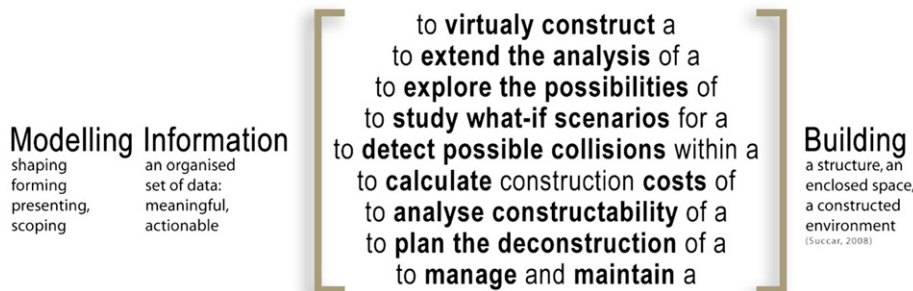 Modelling
shaping
forming
presenting,
scoping
Information
an organised
set of data:
meaningful,
actionable
to virtualy construct a
to extend the analysis of a
to explore the possibilities of
to study what-if scenarios for a
to detect possible collisions within a
to calculate construction costs of
to analyse constructability of a
to plan the deconstruction of a
to manage and maintain a
Building
a structure, an
enclosed space,
a constructed
environment
(Succar, 2008)